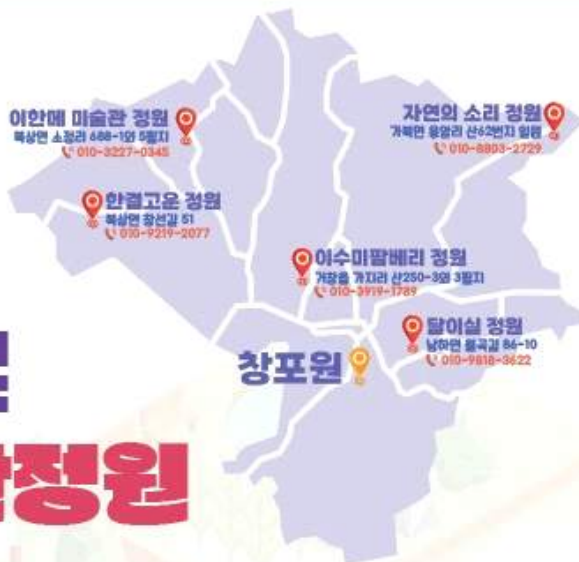 이한메 미술관 정원
북상면 소정리 688-1외 5필지
010-3227-0345
자연의 소리 정원
가북면 용암리 산62번지 일원
010-8803-2729
한결고운 정원
북상면 창선길 51
010-9219-2077
이수미팜베리 정원
거창읍 가지리 산250-3외 3필지
010-3919-1789
달이실 정원
남하면 월곡길 86-10
010-9818-3622
창포원
정원